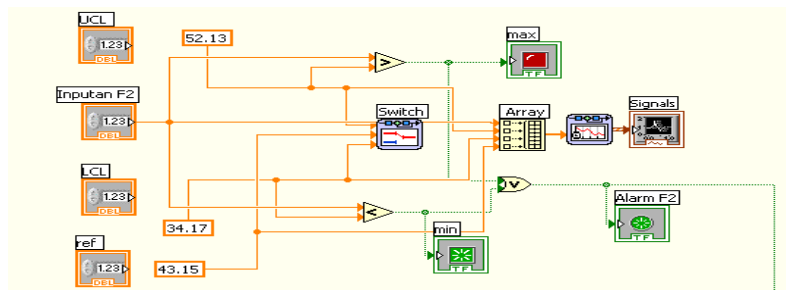 UCL
1.23
DBL
52.13
max
TF
Inputan F2
1.23
DBL
Switch
Array
Signals
LCL
1.23
DBL
34.17
>
<
V
Alarm F2
TF
min
TF
ref
1.23
DBL
43.15